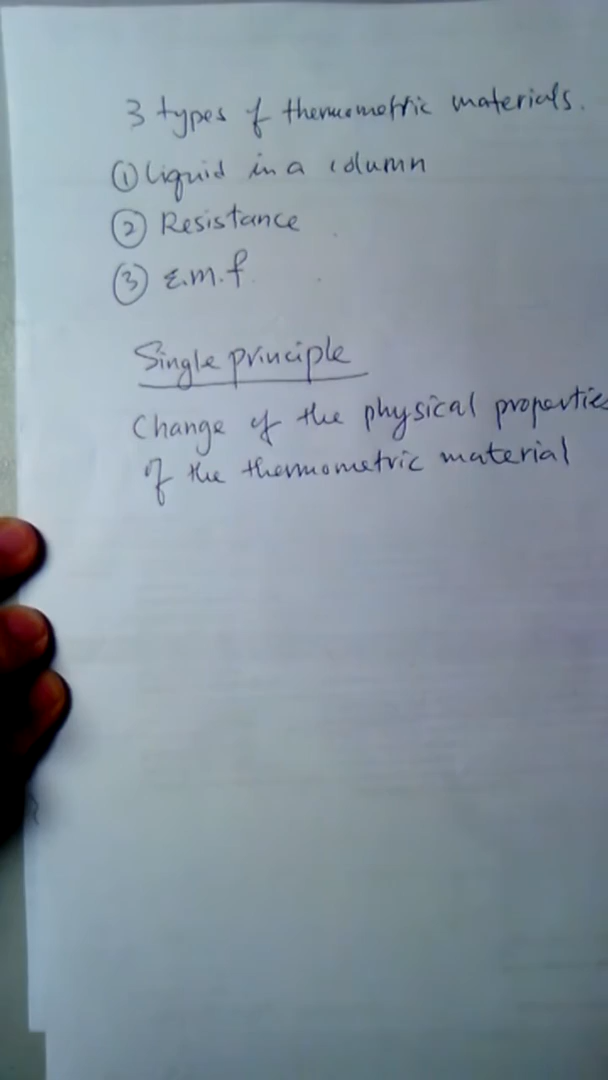 3 types of thermometric materials.
① liquid in a column
② Resistance
③ E.m.f.
Single principle
Change of the physical properties
of the thermometric material